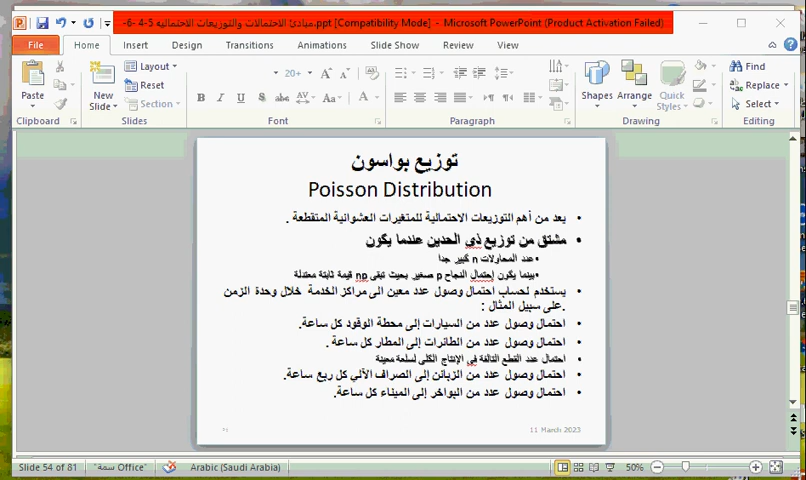 مبادئ الاحتمالات والتوزيعات الاحتماليه 5-4 -6-.ppt [Compatibility Mode] - Microsoft PowerPoint (Product Activation Failed)
File Home Insert Design Transitions Animations Slide Show Review View
Paste
Clipboard
New Slide
Layout
Reset
Section
Slides
20+
Font
Paragraph
Shapes Arrange Quick Styles
Drawing
Find
Replace
Select
Editing
توزيع بواسون
Poisson Distribution
• يعد من أهم التوزيعات الاحتمالية للمتغيرات العشوانية المتقطعة .
• مشتق من توزيع ذي الحدين عندما يكون
•عدد المحاولات n كبير جدا
•بينما يكون إحتمال النجاح p صغير بحيث تبقى np قيمة ثابتة معتدلة
• يستخدم لحساب احتمال وصول عدد معين الى مراكز الخدمة خلال وحدة الزمن
.على سبيل المثال :
• احتمال وصول عدد من السيارات إلى محطة الوقود كل ساعة.
• احتمال وصول عدد من الطائرات إلى المطار كل ساعة .
• احتمال عدد القطع التالفة في الإنتاج الكلى لسلعة معينة
• احتمال وصول عدد من الزبائن إلى الصراف الآلي كل ربع ساعة.
• احتمال وصول عدد من البواخر إلى الميناء كل ساعة.
11 March 2023
Slide 54 of 81 "سمة Office" Arabic (Saudi Arabia) 50%